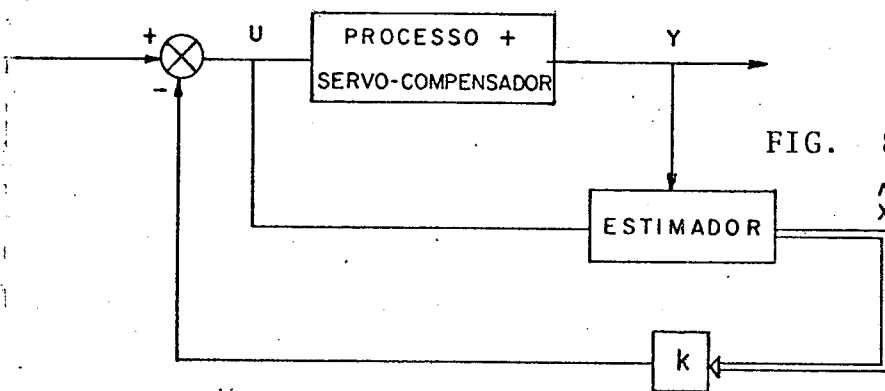 + U PROCESSO + Y
SERVO-COMPENSADOR
-
FIG.
X̂
ESTIMADOR
k